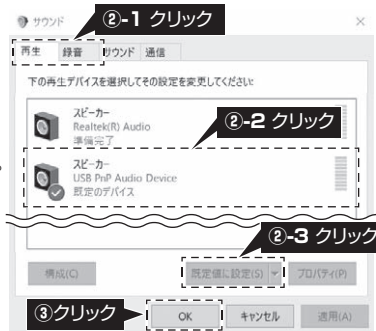 サウンド
②-1 クリック
再生 録音 サウンド 通信
下の再生デバイスを選択してその設定を変更してください:
スピーカー
Realtek(R) Audio
準備完了
②-2 クリック
スピーカー
USB PnP Audio Device
既定のデバイス
②-3 クリック
構成(C) 既定値に設定(S) プロパティ(P)
③クリック
OK キャンセル 適用(A)